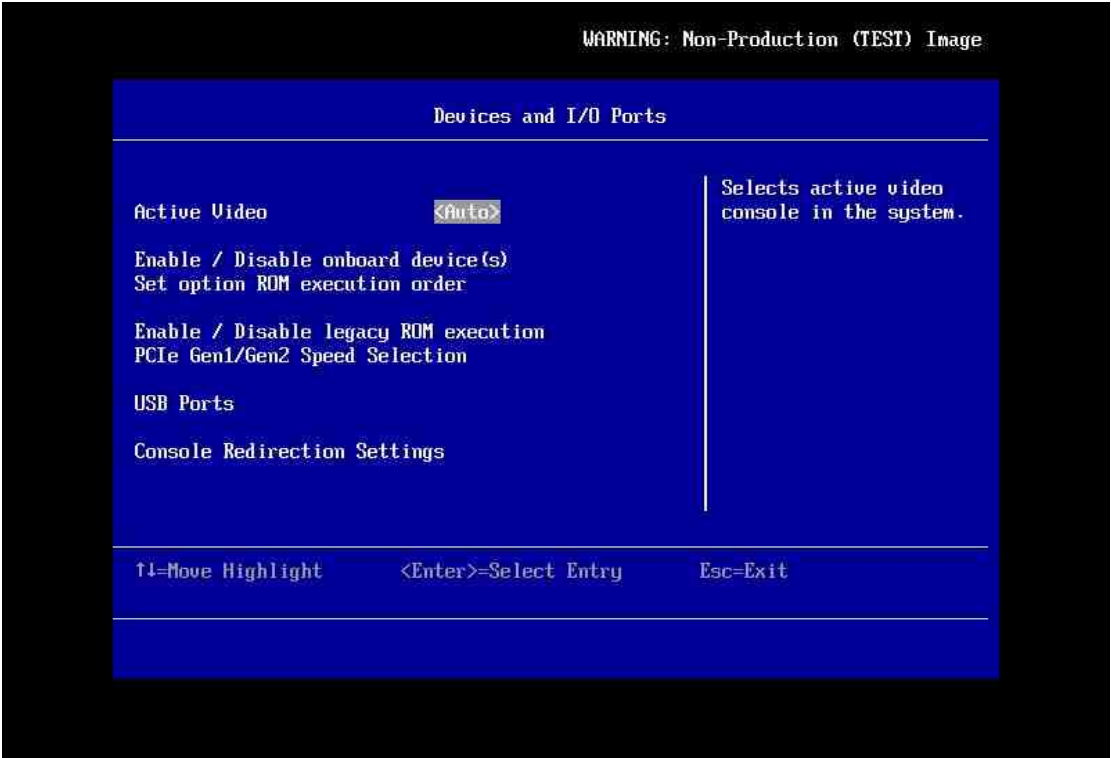 WARNING: Non-Production (TEST) Image
Devices and I/O Ports
Active Video <Auto>
Enable / Disable onboard device(s)
Set option ROM execution order
Enable / Disable legacy ROM execution
PCIe Gen1/Gen2 Speed Selection
USB Ports
Console Redirection Settings
Selects active video
console in the system.
↑↓=Move Highlight <Enter>=Select Entry Esc=Exit